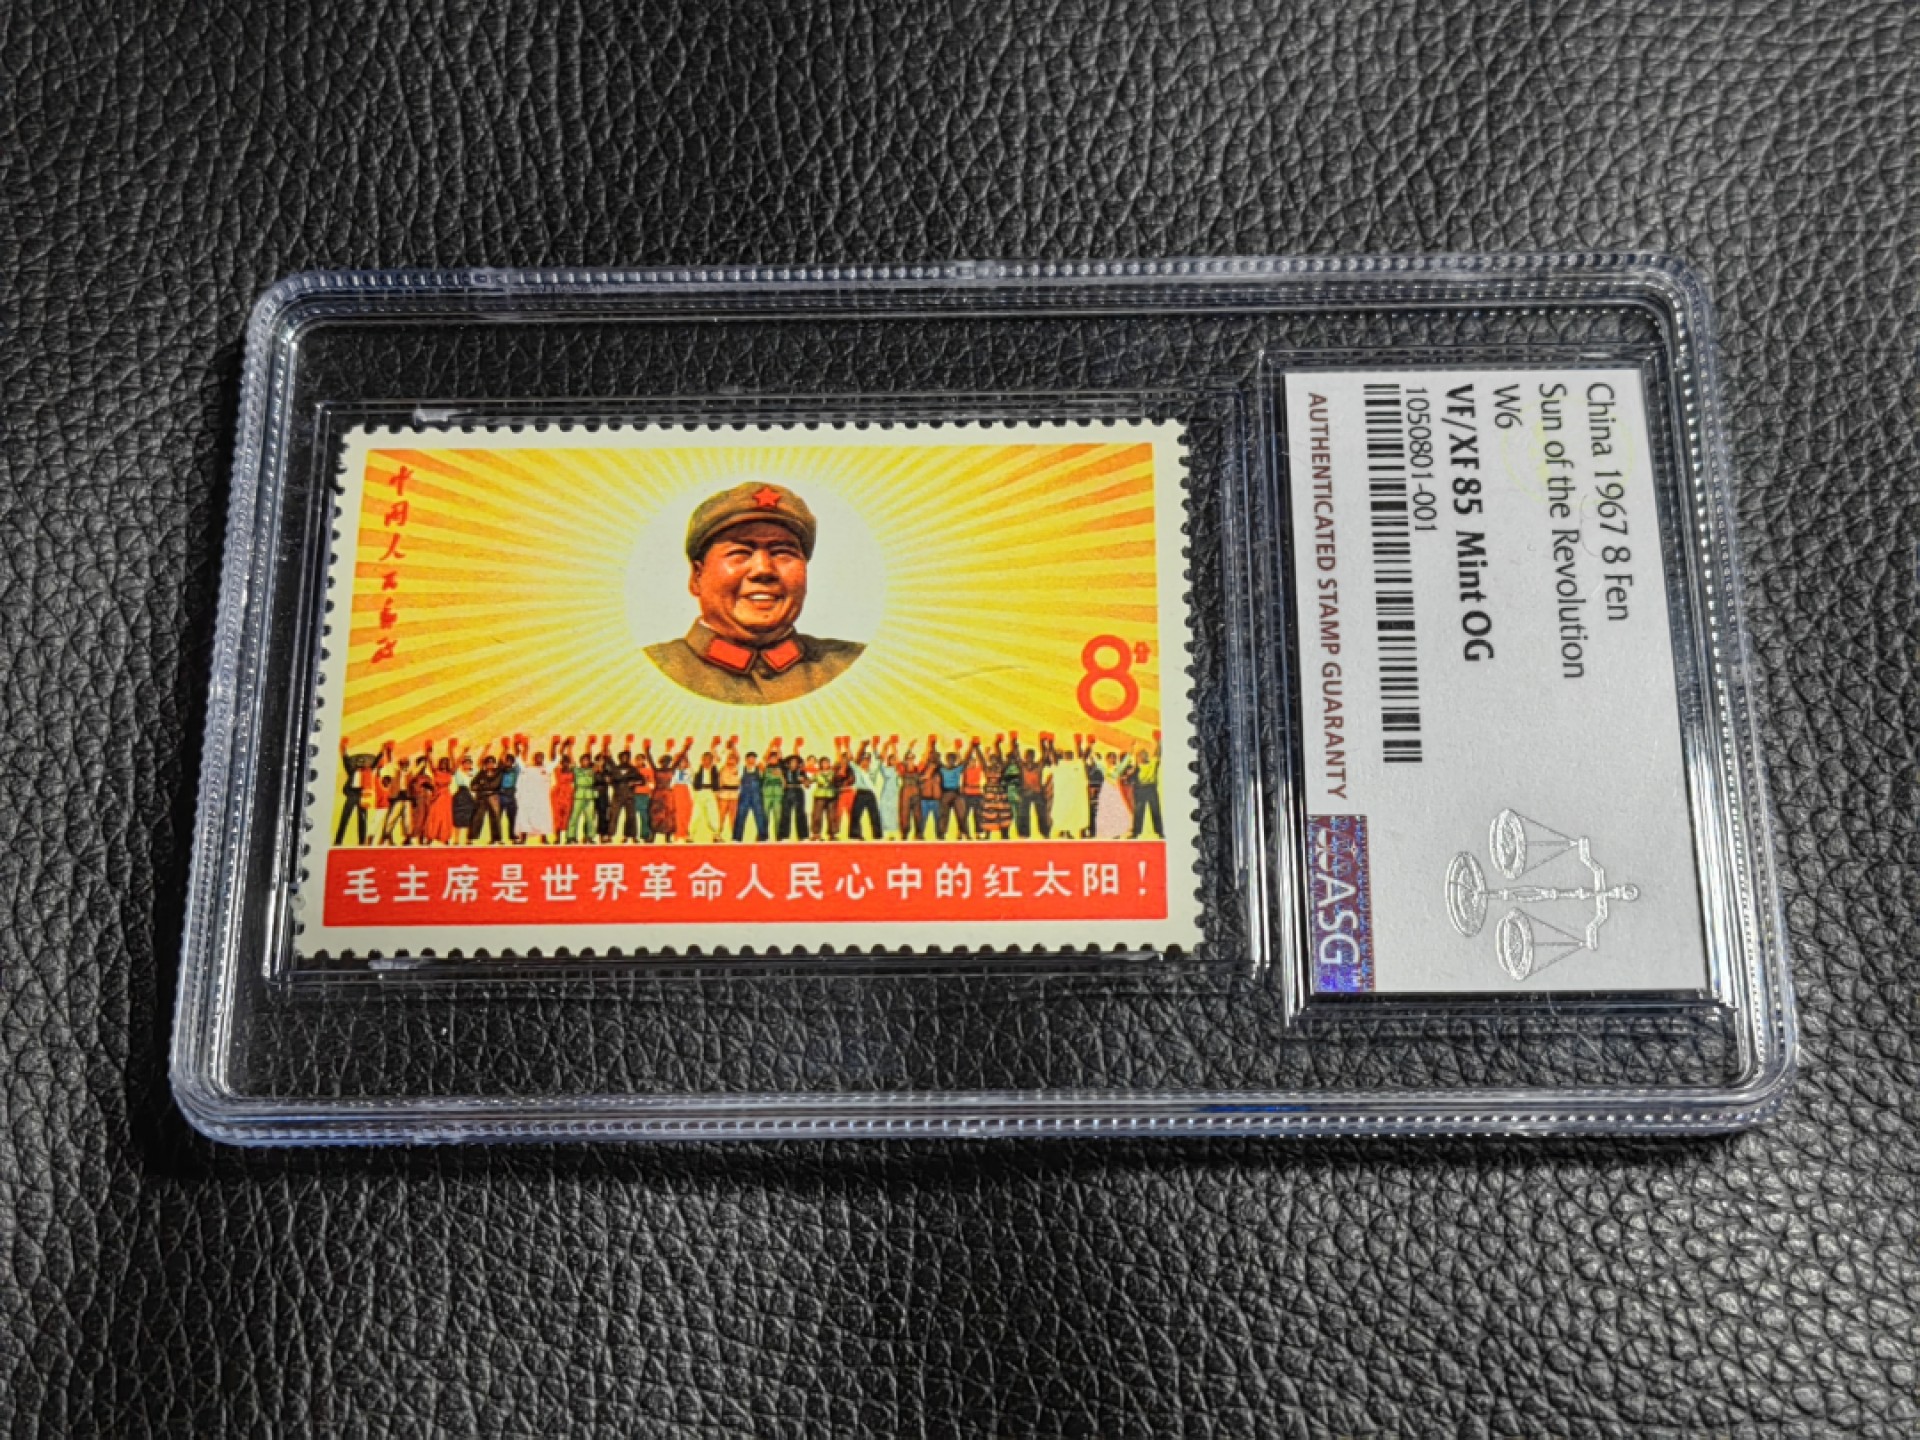 中国人民邮政
8分
毛主席是世界革命人民心中的红太阳！
China 1967 8 Fen
Sun of the Revolution
W6
VF/XF 85 Mint OG
1050801-001
AUTHENTICATED STAMP GUARANTY
ASG